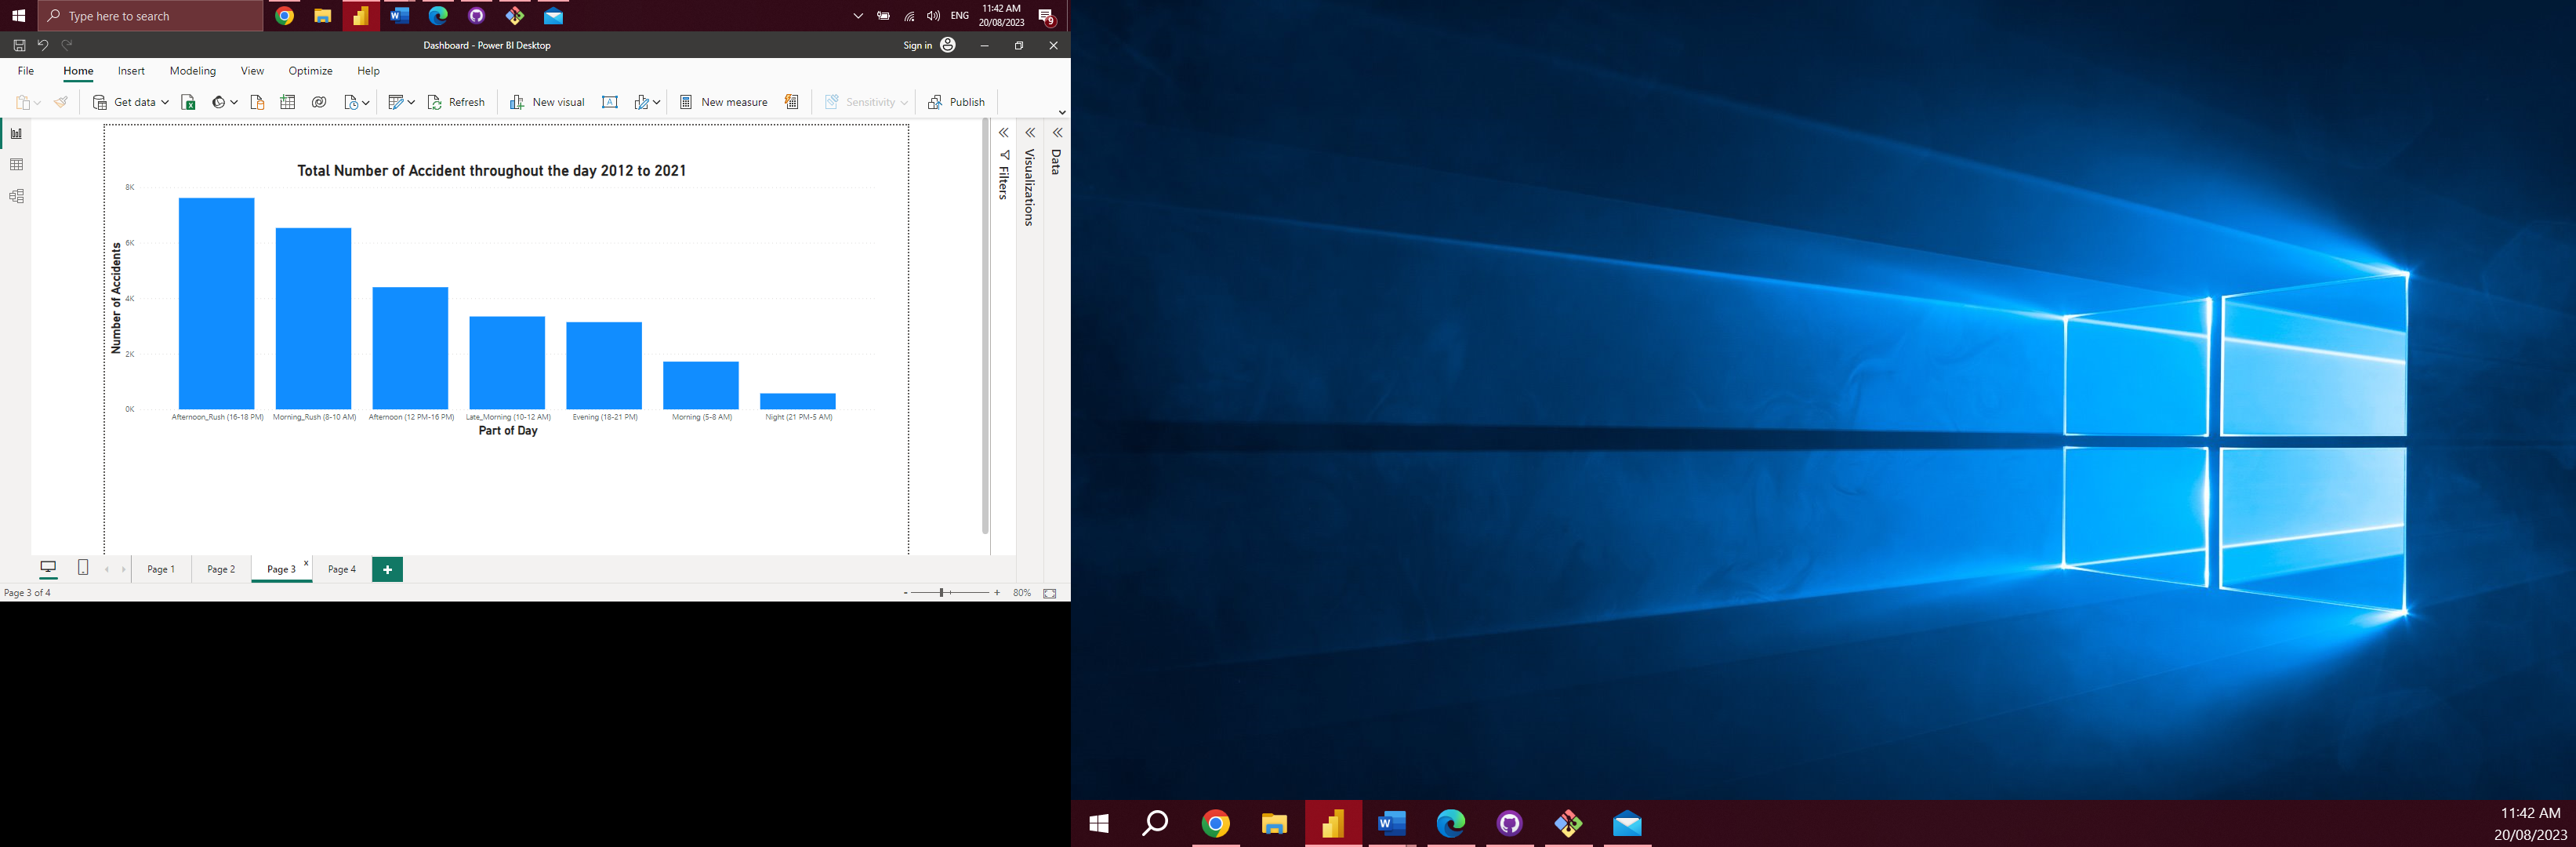 Type here to search
ENG
11:42 AM
20/08/2023
9
Dashboard - Power BI Desktop
Sign in
File Home Insert Modeling View Optimize Help
Get data Refresh New visual New measure Sensitivity Publish
Total Number of Accident throughout the day 2012 to 2021
Number of Accidents
8K
6K
4K
2K
0K
Afternoon_Rush (16-18 PM) Morning_Rush (8-10 AM) Afternoon (12 PM-16 PM) Late_Morning (10-12 AM) Evening (18-21 PM) Morning (5-8 AM) Night (21 PM-5 AM)
Part of Day
Filters
Visualizations
Data
Page 1 Page 2 Page 3 x Page 4 +
Page 3 of 4
- + 80%
W
11:42 AM
20/08/2023